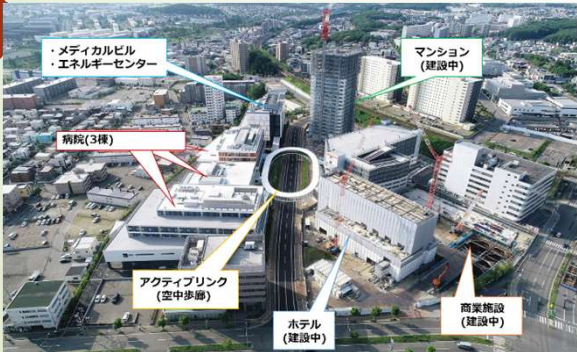 ・メディカルビル
・エネルギーセンター
マンション
(建設中)
病院(3棟)
アクティブリンク
(空中歩廊)
ホテル
(建設中)
商業施設
(建設中)